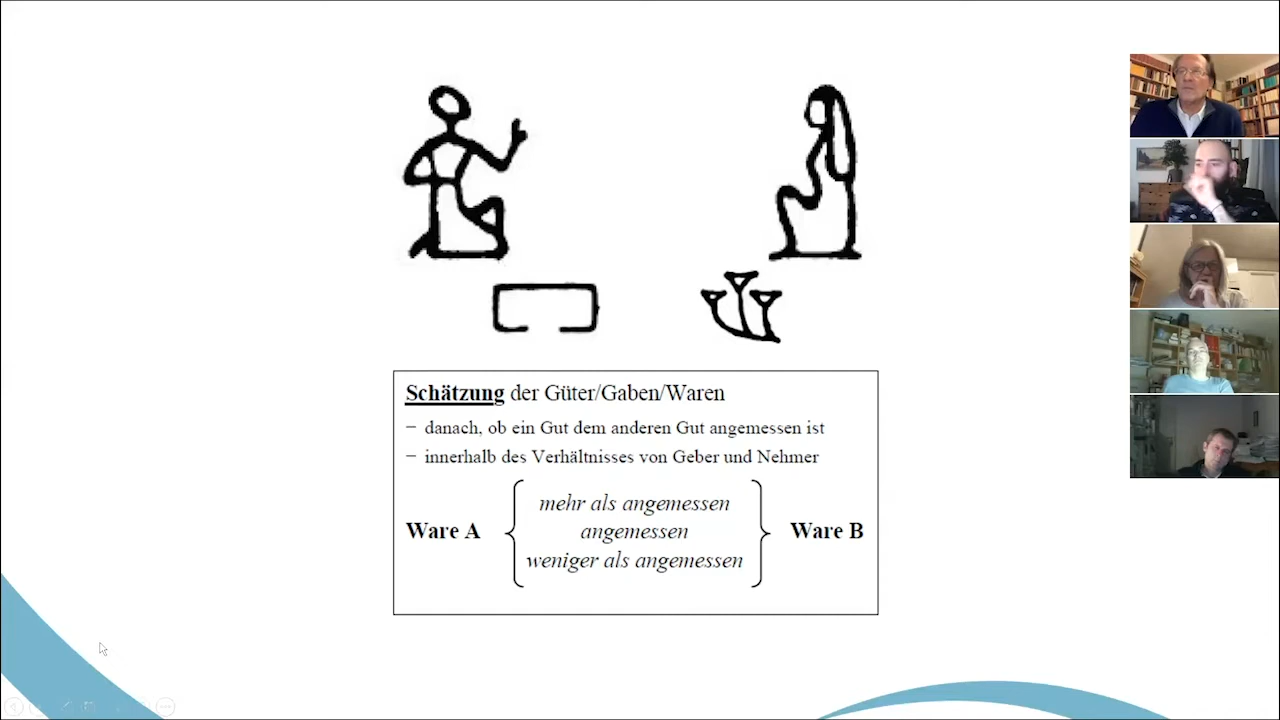 Schätzung der Güter/Gaben/Waren
− danach, ob ein Gut dem anderen Gut angemessen ist
− innerhalb des Verhältnisses von Geber und Nehmer
mehr als angemessen
Ware A angemessen Ware B
weniger als angemessen